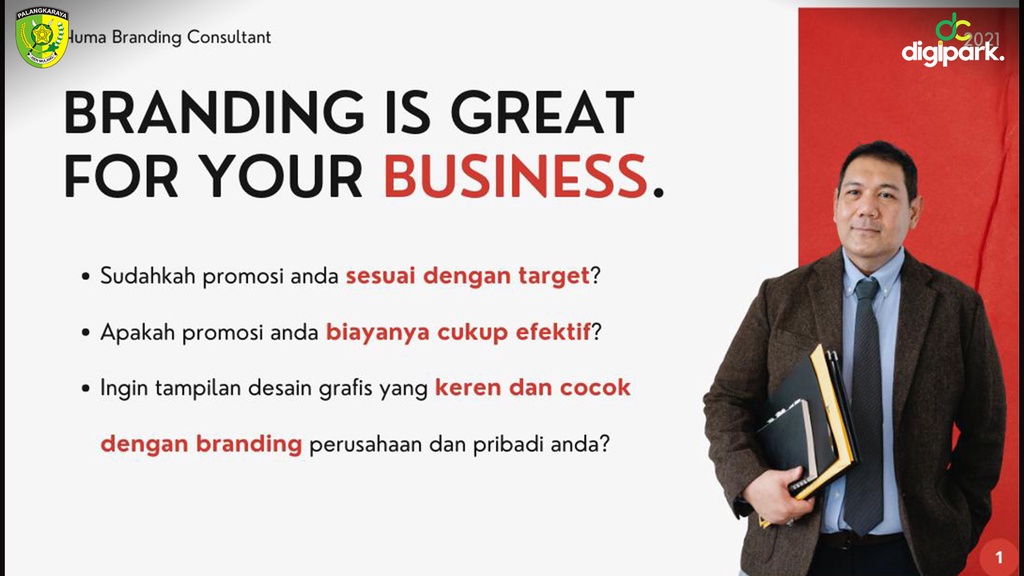 PALANGKARAYA
Huma Branding Consultant
dc
digipark.
2021
BRANDING IS GREAT
FOR YOUR BUSINESS.
• Sudahkah promosi anda sesuai dengan target?
• Apakah promosi anda biayanya cukup efektif?
• Ingin tampilan desain grafis yang keren dan cocok
dengan branding perusahaan dan pribadi anda?
1